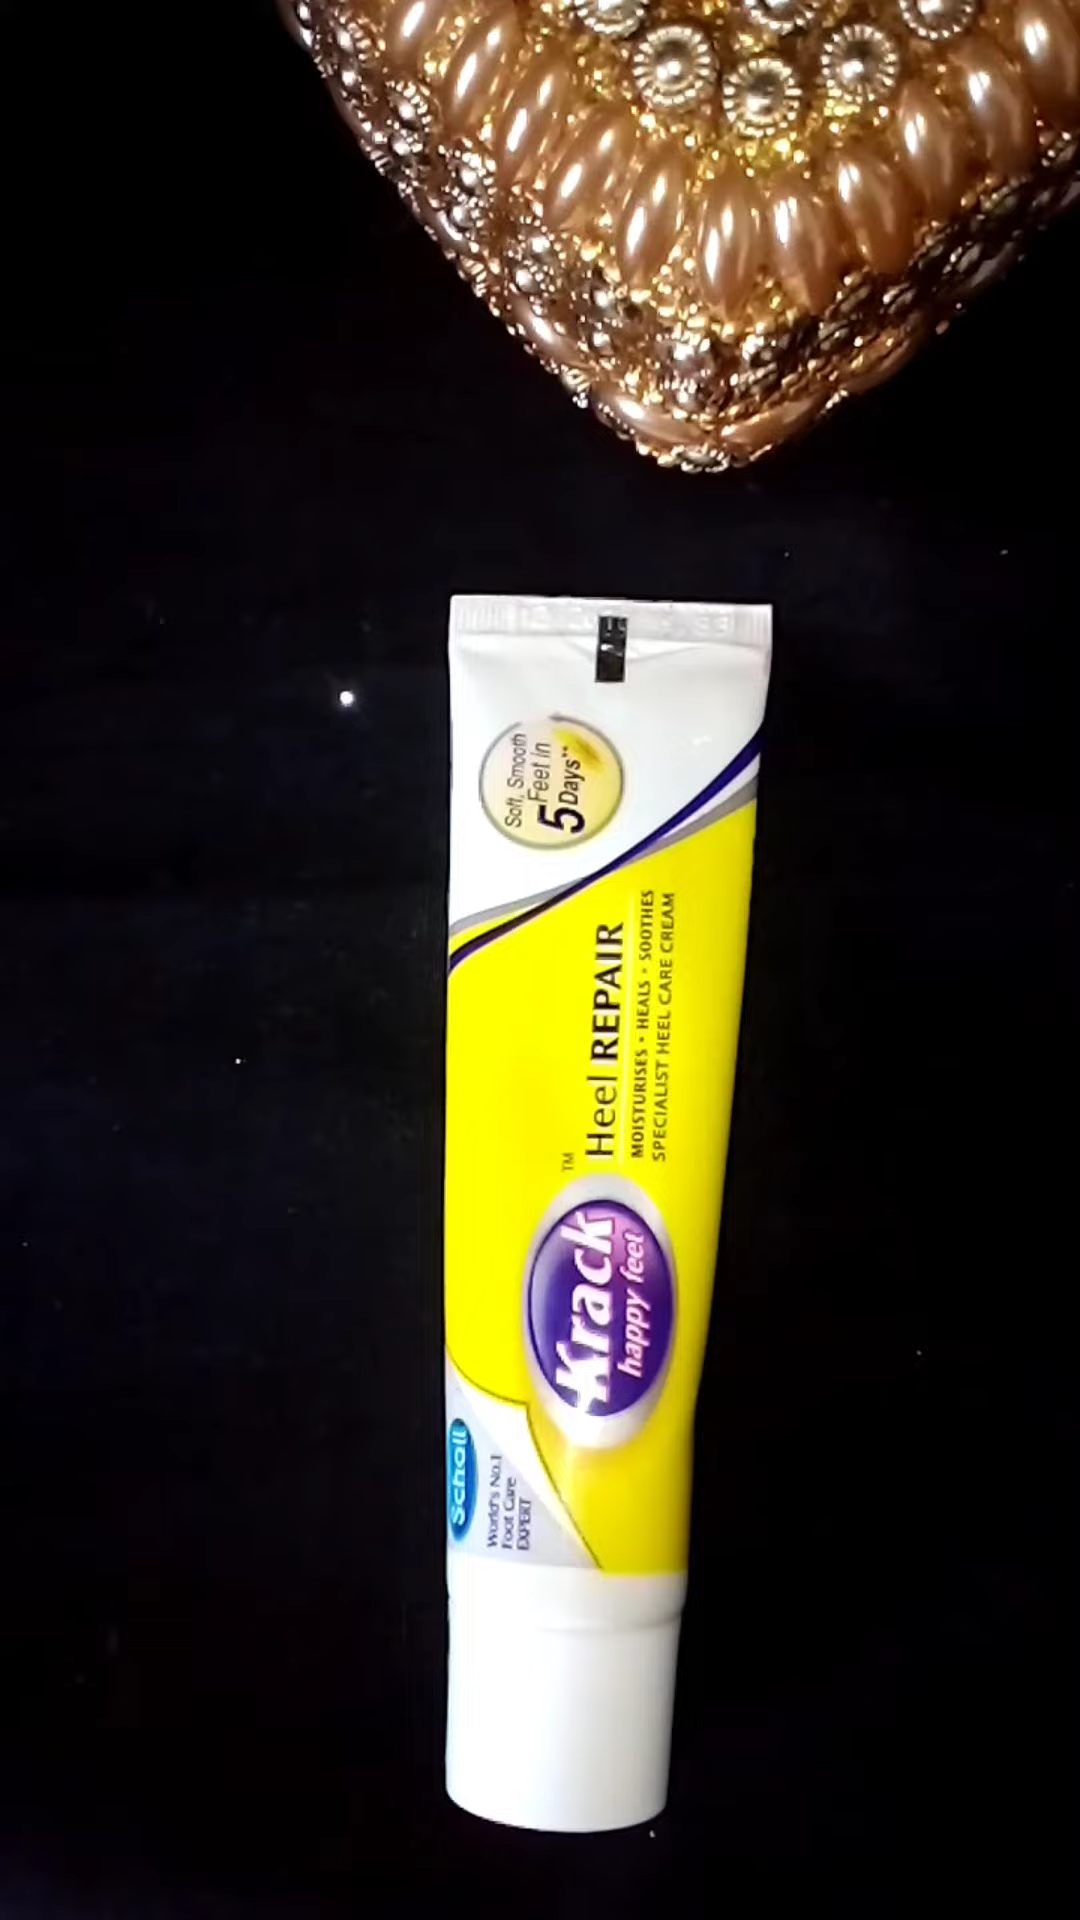 Scholl
World's No.1
Foot Care
EXPERT
Krack
happy feet
TM
Heel REPAIR
MOISTURISES • HEALS • SOOTHES
SPECIALIST HEEL CARE CREAM
Soft, Smooth
Feet in
5 Days**